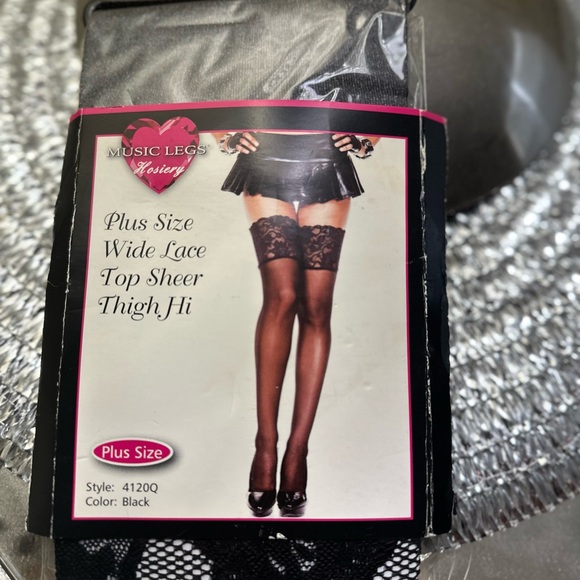 MUSIC LEGS
Hosiery
Plus Size
Wide Lace
Top Sheer
Thigh Hi
Plus Size
Style: 4120Q
Color: Black